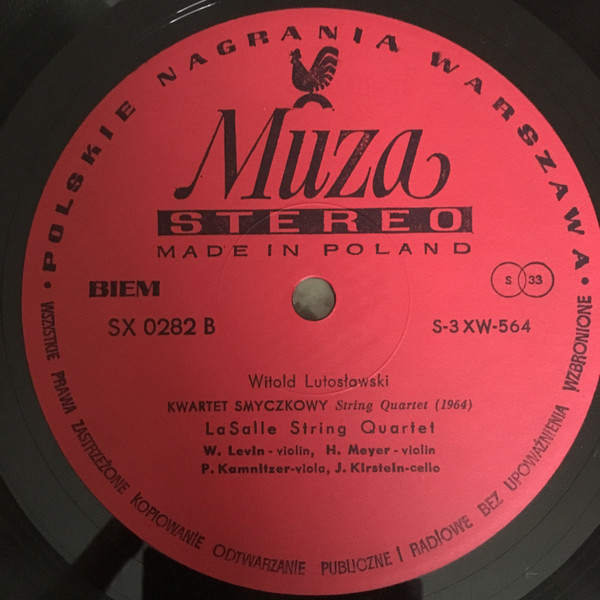 • POLSKIE NAGRANIA WARSZAWA •
Muza
STEREO
MADE IN POLAND
BIEM
S 33
SX 0282 B
S-3 XW-564
Witold Lutosławski
KWARTET SMYCZKOWY String Quartet (1964)
LaSalle String Quartet
W. Levin - violin, H. Meyer - violin
P. Kamnitzer-viola, J. Kirstein-cello
WSZYSTKIE PRAWA ZASTRZEŻONE KOPIOWANIE ODTWARZANIE PUBLICZNE I RADIOWE BEZ UPOWAŻNIENIA WZBRONIONE